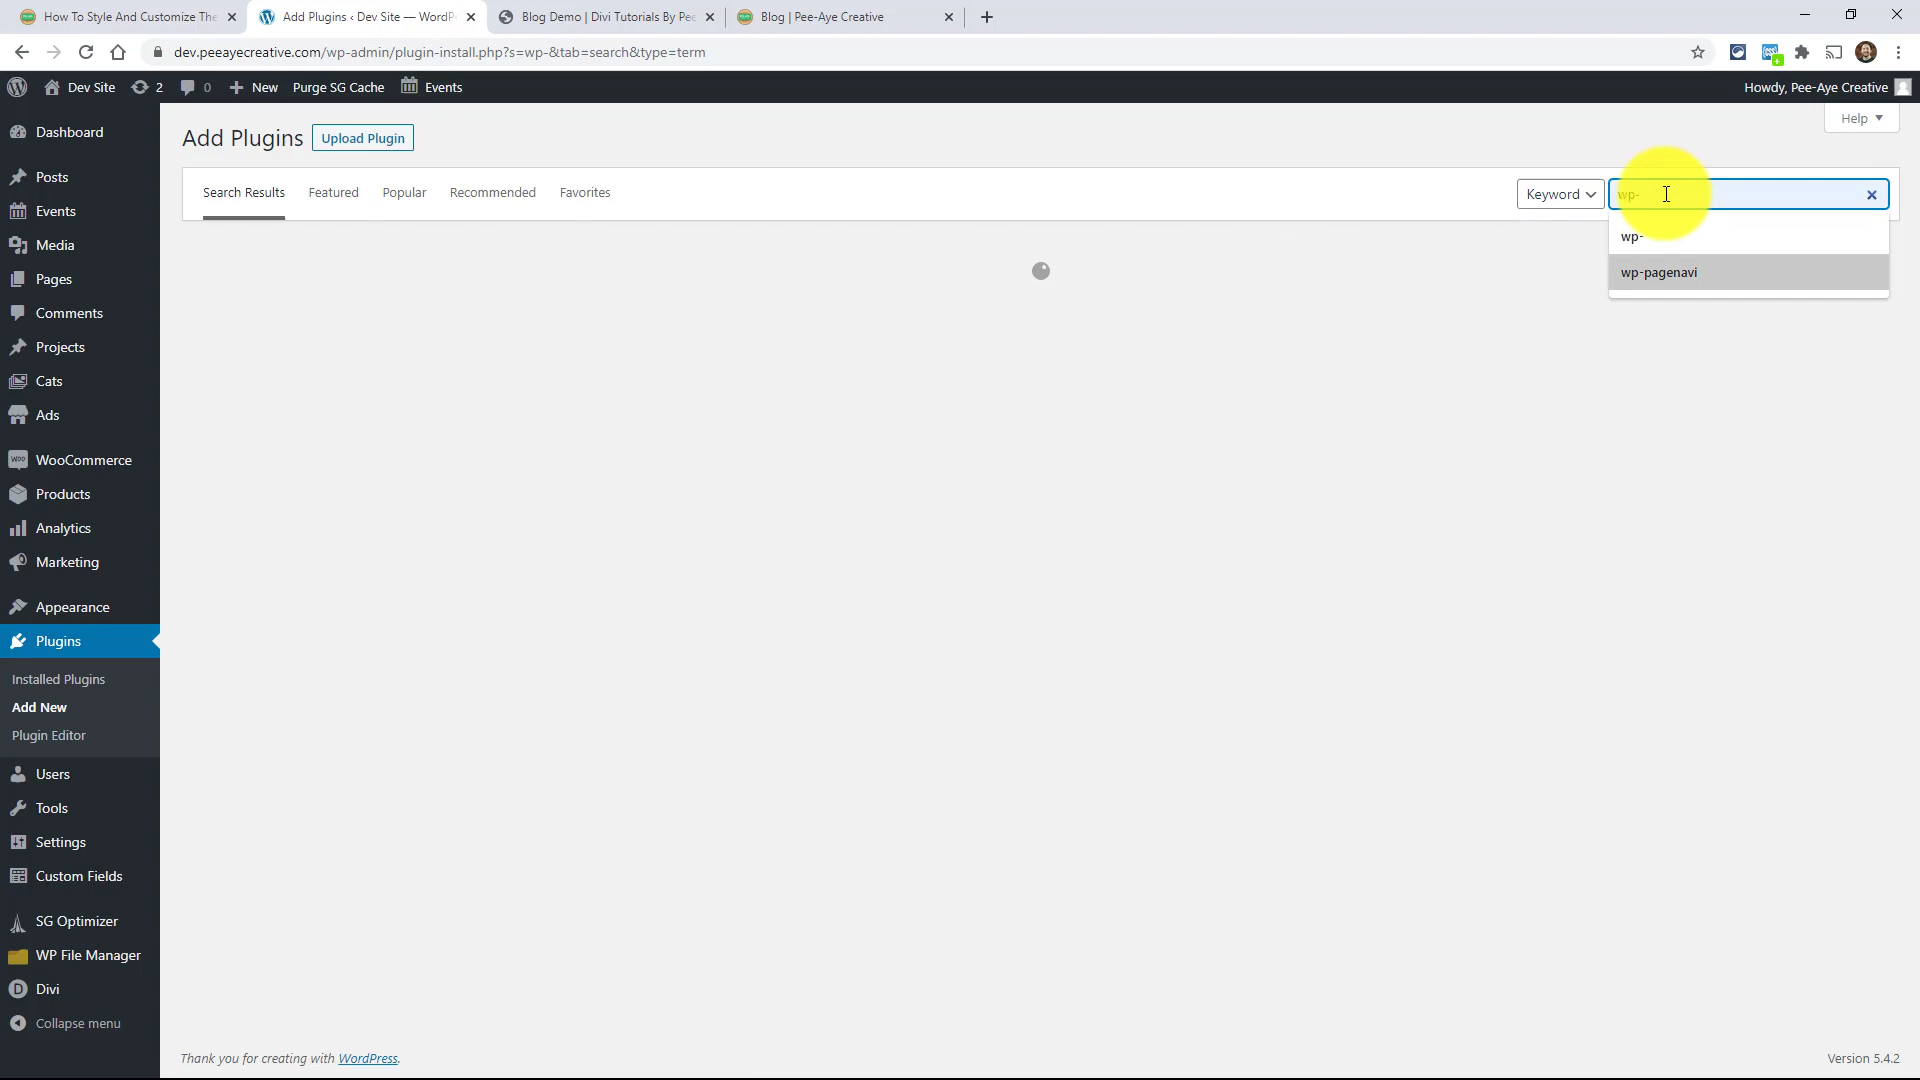 How To Style And Customize The
Add Plugins ‹ Dev Site — WordP
Blog Demo | Divi Tutorials By Pee
Blog | Pee-Aye Creative
dev.peeayecreative.com/wp-admin/plugin-install.php?s=wp-&tab=search&type=term
Dev Site
2
0
New
Purge SG Cache
Events
Howdy, Pee-Aye Creative
Help
Add Plugins
Upload Plugin
Search Results
Featured
Popular
Recommended
Favorites
Keyword
wp-
wp-
wp-pagenavi
Dashboard
Posts
Events
Media
Pages
Comments
Projects
Cats
Ads
WooCommerce
Products
Analytics
Marketing
Appearance
Plugins
Installed Plugins
Add New
Plugin Editor
Users
Tools
Settings
Custom Fields
SG Optimizer
WP File Manager
Divi
Collapse menu
Thank you for creating with WordPress.
Version 5.4.2